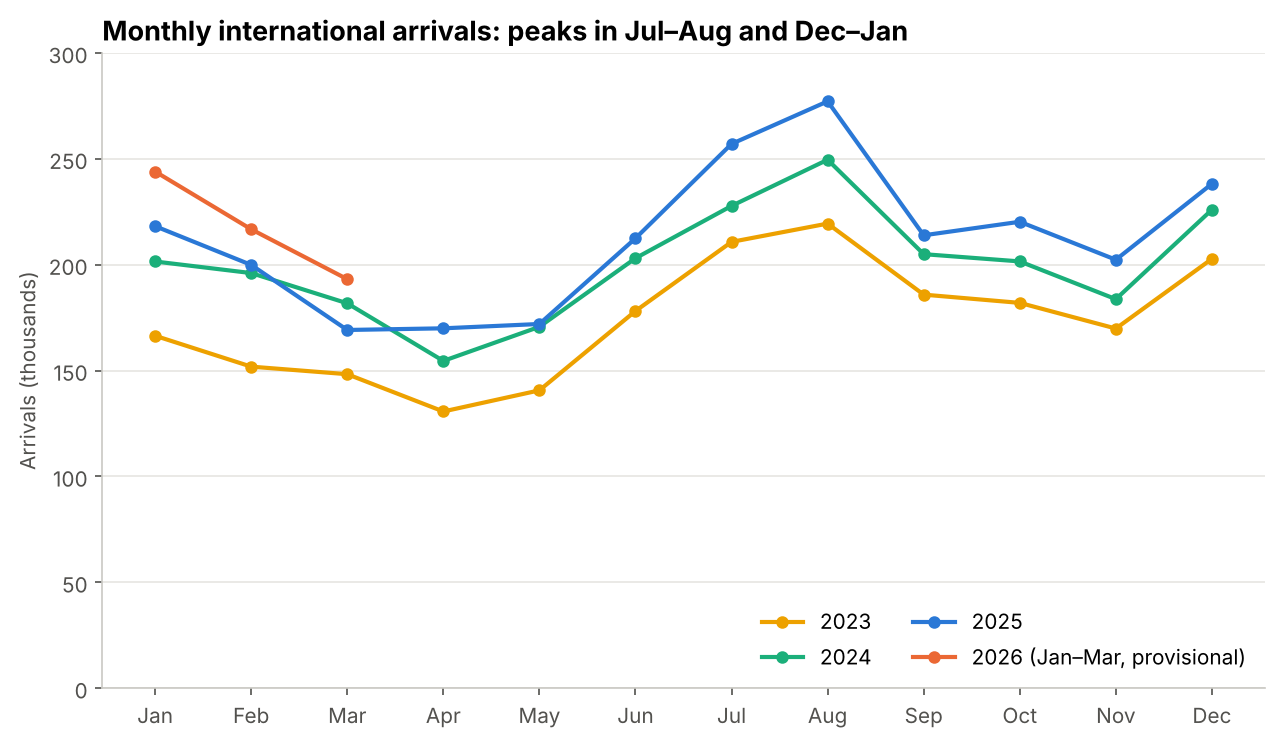 Monthly international arrivals: peaks in Jul–Aug and Dec–Jan
Arrivals (thousands)
300
250
200
150
100
50
0
Jan Feb Mar Apr May Jun Jul Aug Sep Oct Nov Dec
2023 2025
2024 2026 (Jan–Mar, provisional)